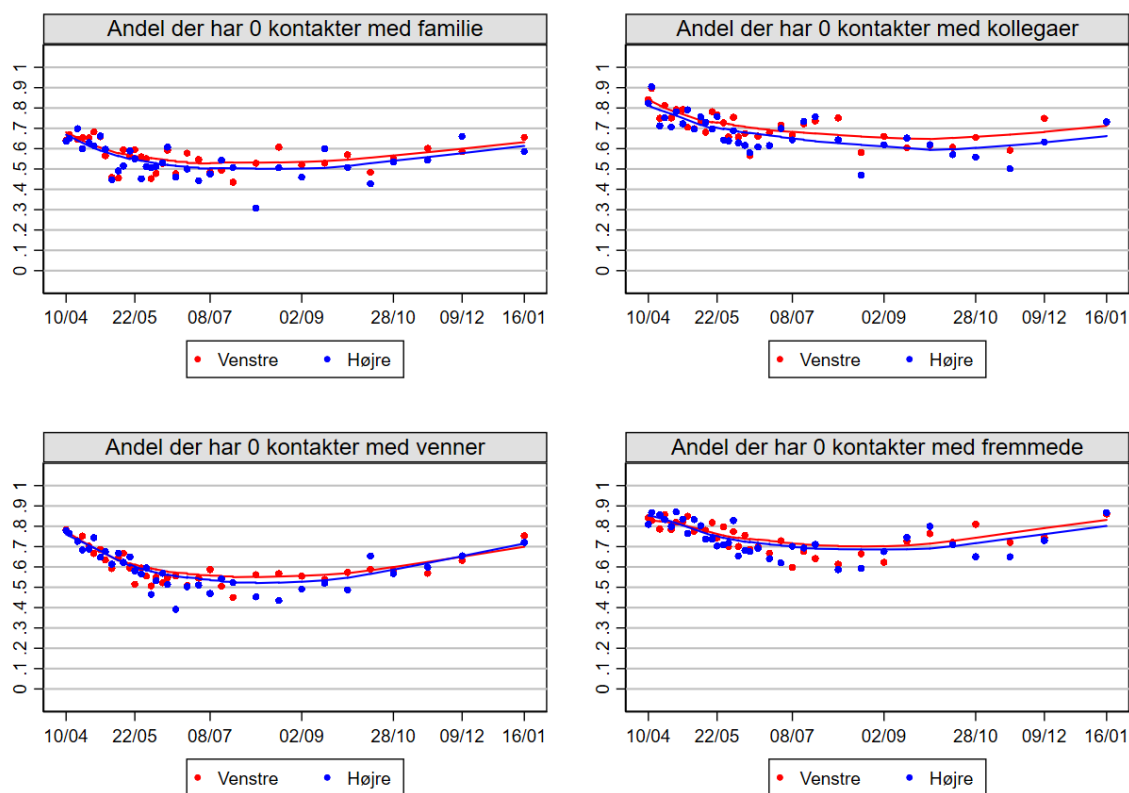 Andel der har 0 kontakter med familie
0 .1 .2 .3 .4 .5 .6 .7 .8 .9 1
10/04 22/05 08/07 02/09 28/10 09/12 16/01
Venstre Højre
Andel der har 0 kontakter med kollegaer
0 .1 .2 .3 .4 .5 .6 .7 .8 .9 1
10/04 22/05 08/07 02/09 28/10 09/12 16/01
Venstre Højre
Andel der har 0 kontakter med venner
0 .1 .2 .3 .4 .5 .6 .7 .8 .9 1
10/04 22/05 08/07 02/09 28/10 09/12 16/01
Venstre Højre
Andel der har 0 kontakter med fremmede
0 .1 .2 .3 .4 .5 .6 .7 .8 .9 1
10/04 22/05 08/07 02/09 28/10 09/12 16/01
Venstre Højre